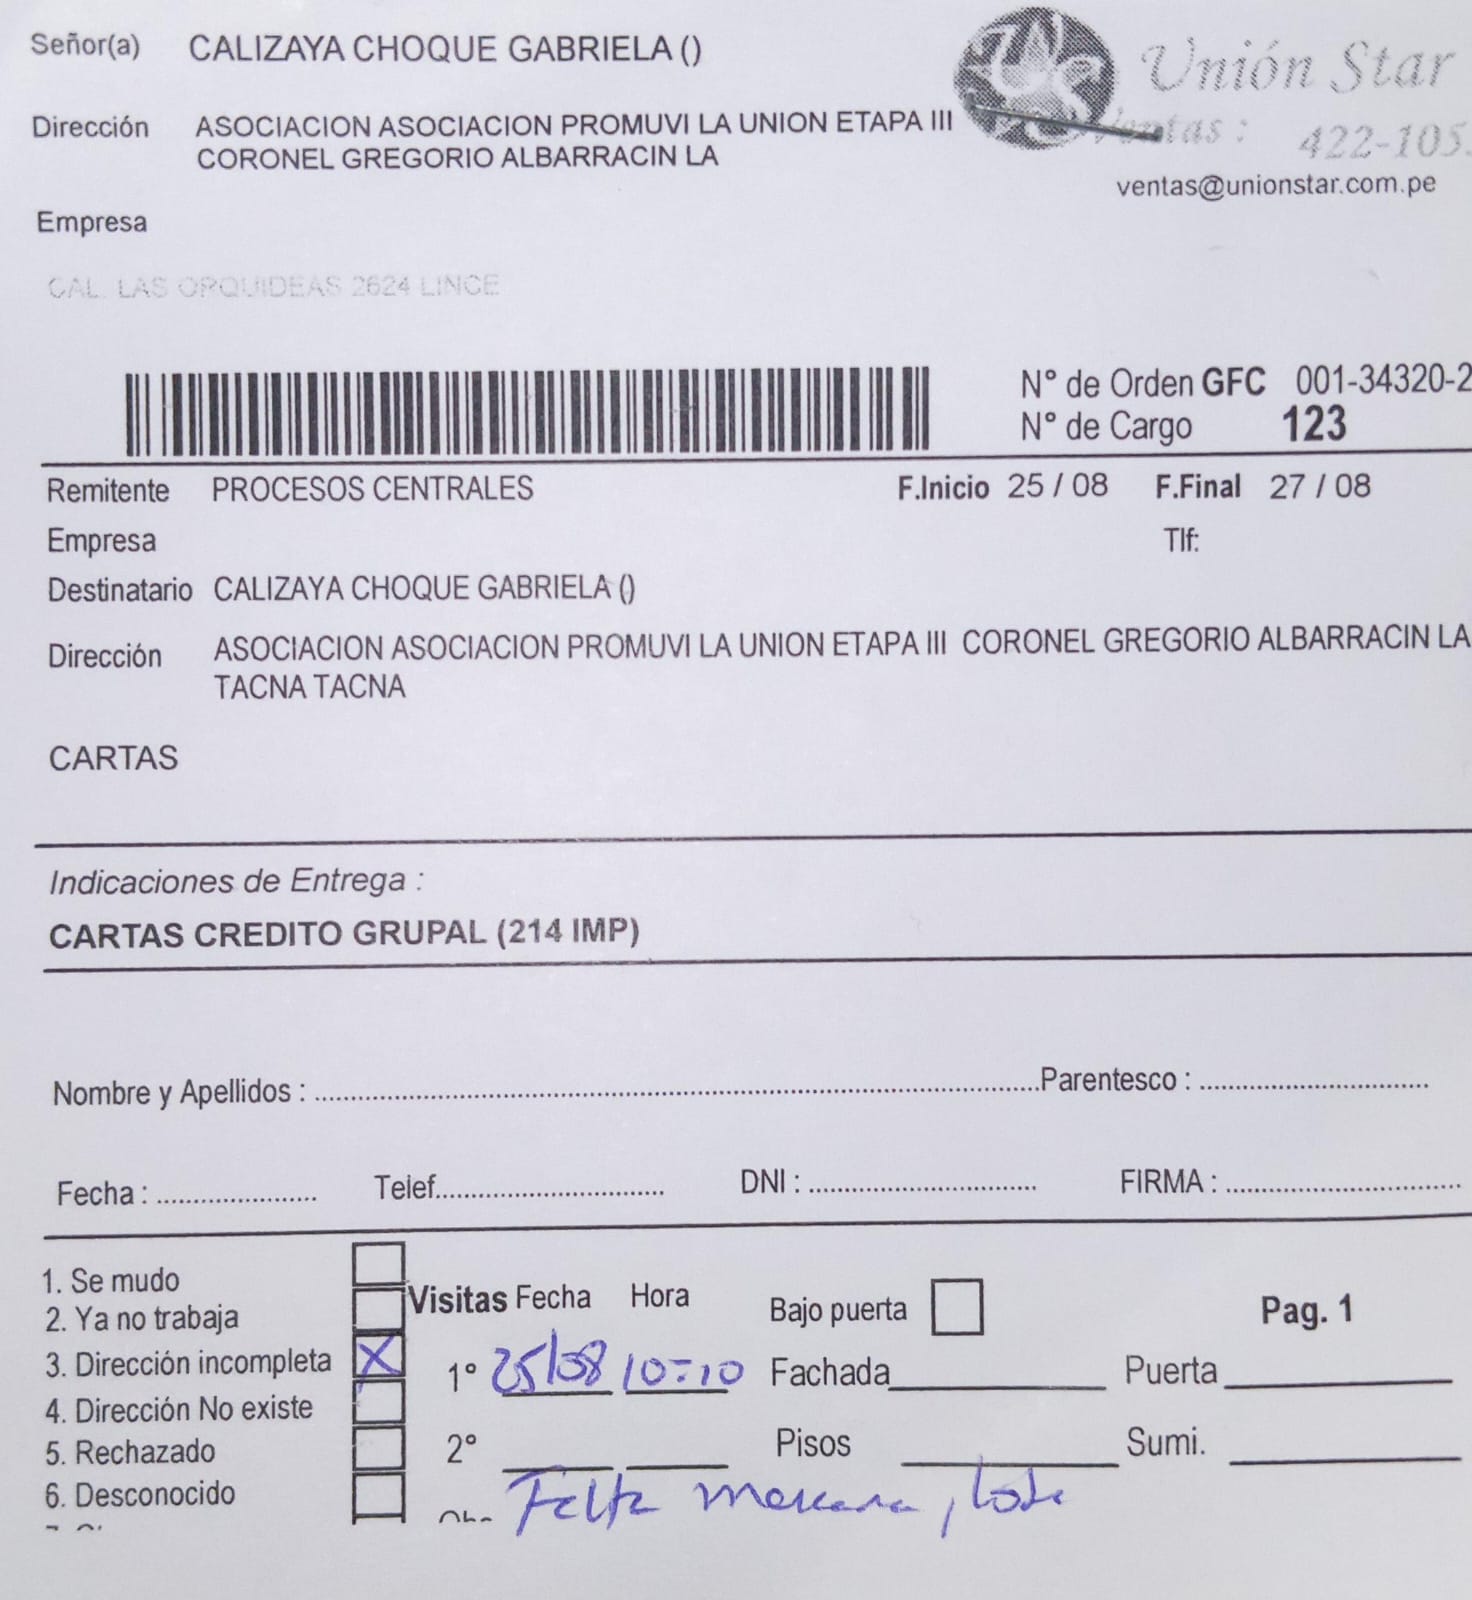 Señor(a) CALIZAYA CHOQUE GABRIELA ()
Unión Star
Dirección ASOCIACION ASOCIACION PROMUVI LA UNION ETAPA III
CORONEL GREGORIO ALBARRACIN LA
Ventas : 422-105
ventas@unionstar.com.pe
Empresa
CAL. LAS ORQUIDEAS 2624 LINCE
N° de Orden GFC 001-34320-2
N° de Cargo 123
Remitente PROCESOS CENTRALES F.Inicio 25 / 08 F.Final 27 / 08
Empresa Tlf:
Destinatario CALIZAYA CHOQUE GABRIELA ()
Dirección ASOCIACION ASOCIACION PROMUVI LA UNION ETAPA III CORONEL GREGORIO ALBARRACIN LA
TACNA TACNA
CARTAS
Indicaciones de Entrega :
CARTAS CREDITO GRUPAL (214 IMP)
Nombre y Apellidos : Parentesco :
Fecha : Telef. DNI : FIRMA :
1. Se mudo
2. Ya no trabaja
3. Dirección incompleta X
4. Dirección No existe
5. Rechazado
6. Desconocido
Visitas Fecha Hora Bajo puerta Pag. 1
1° 25/08 10:10 Fachada Puerta
2° Pisos Sumi.
Falta manzana, lote